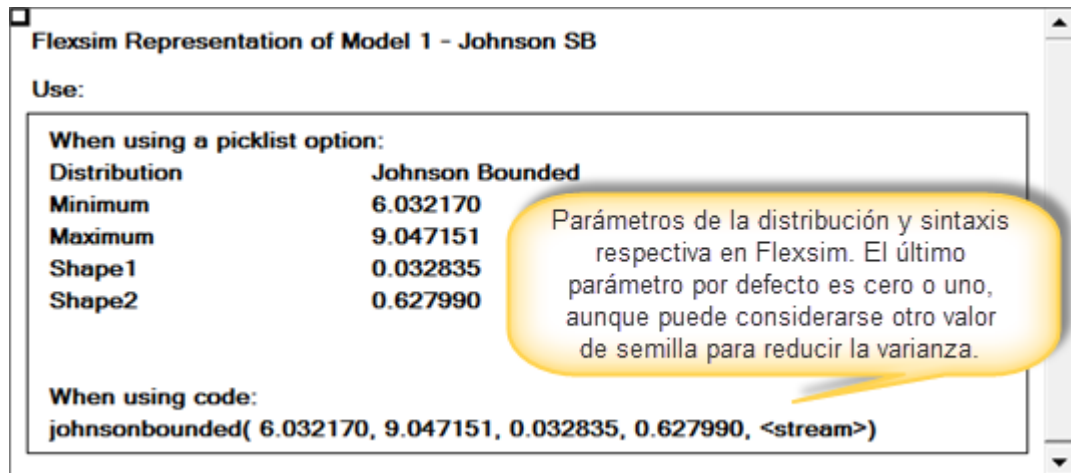 Flexsim Representation of Model 1 - Johnson SB
Use:
When using a picklist option:
Distribution Johnson Bounded
Minimum 6.032170
Maximum 9.047151
Shape1 0.032835
Shape2 0.627990
Parámetros de la distribución y sintaxis
respectiva en Flexsim. El último
parámetro por defecto es cero o uno,
aunque puede considerarse otro valor
de semilla para reducir la varianza.
When using code:
johnsonbounded( 6.032170, 9.047151, 0.032835, 0.627990, <stream>)